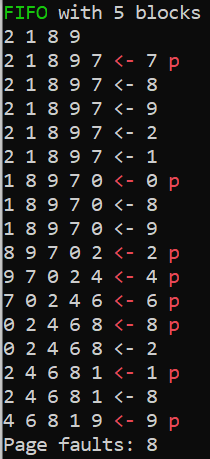 FIFO with 5 blocks
2 1 8 9
2 1 8 9 7 <- 7 p
2 1 8 9 7 <- 8
2 1 8 9 7 <- 9
2 1 8 9 7 <- 2
2 1 8 9 7 <- 1
1 8 9 7 0 <- 0 p
1 8 9 7 0 <- 8
1 8 9 7 0 <- 9
8 9 7 0 2 <- 2 p
9 7 0 2 4 <- 4 p
7 0 2 4 6 <- 6 p
0 2 4 6 8 <- 8 p
0 2 4 6 8 <- 2
2 4 6 8 1 <- 1 p
2 4 6 8 1 <- 8
4 6 8 1 9 <- 9 p
Page faults: 8